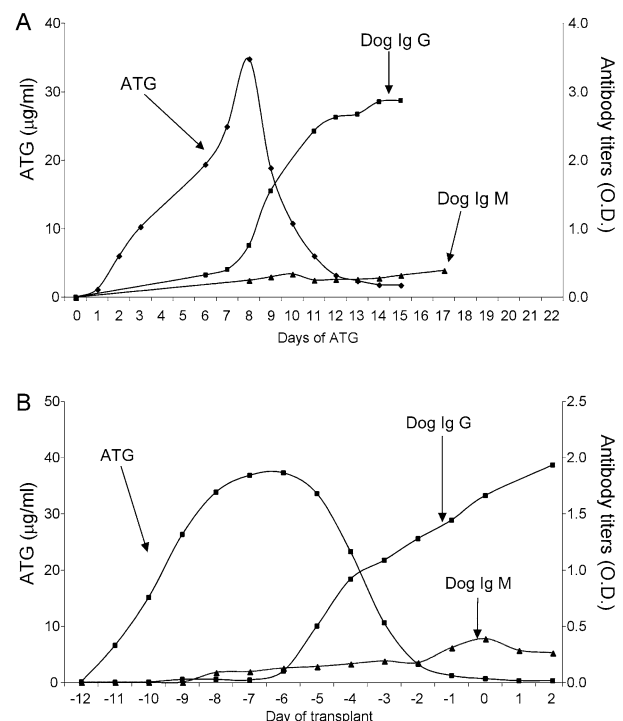 A
40
30
20
10
0
ATG (µg/ml)
4.0
3.0
2.0
1.0
0.0
Antibody titers (O.D.)
Dog Ig G
ATG
Dog Ig M
0 1 2 3 6 7 8 9 10 11 12 13 14 15 16 17 18 19 20 21 22
Days of ATG
B
50
40
30
20
10
0
ATG (µg/ml)
2.5
2.0
1.5
1.0
0.5
0.0
Antibody titers (O.D.)
Dog Ig G
ATG
Dog Ig M
-12 -11 -10 -9 -8 -7 -6 -5 -4 -3 -2 -1 0 1 2
Day of transplant